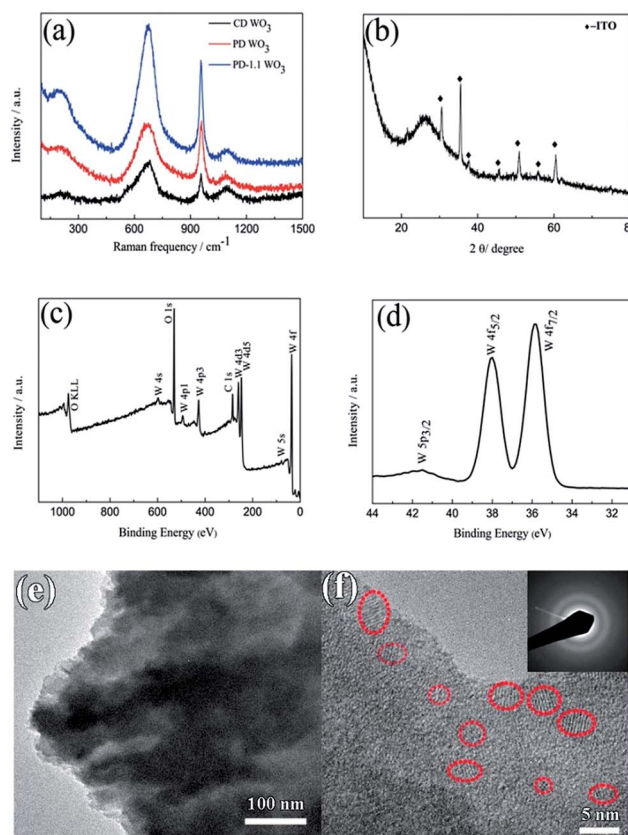 (a)
CD WO3
PD WO3
PD-1.1 WO3
Intensity / a.u.
300 600 900 1200 1500
Raman frequency / cm-1
(b)
♦-ITO
Intensity / a.u.
20 40 60 80
2 θ/ degree
(c)
O KLL
W 4s
O 1s
W 4p1
W 4p3
C 1s
W 4d3
W 4d5
W 5s
W 4f
Intensity / a.u.
1000 800 600 400 200 0
Binding Energy (eV)
(d)
W 5p3/2
W 4f5/2
W 4f7/2
Intensity / a.u.
44 42 40 38 36 34 32
Binding Energy (eV)
(e)
100 nm
(f)
5 nm